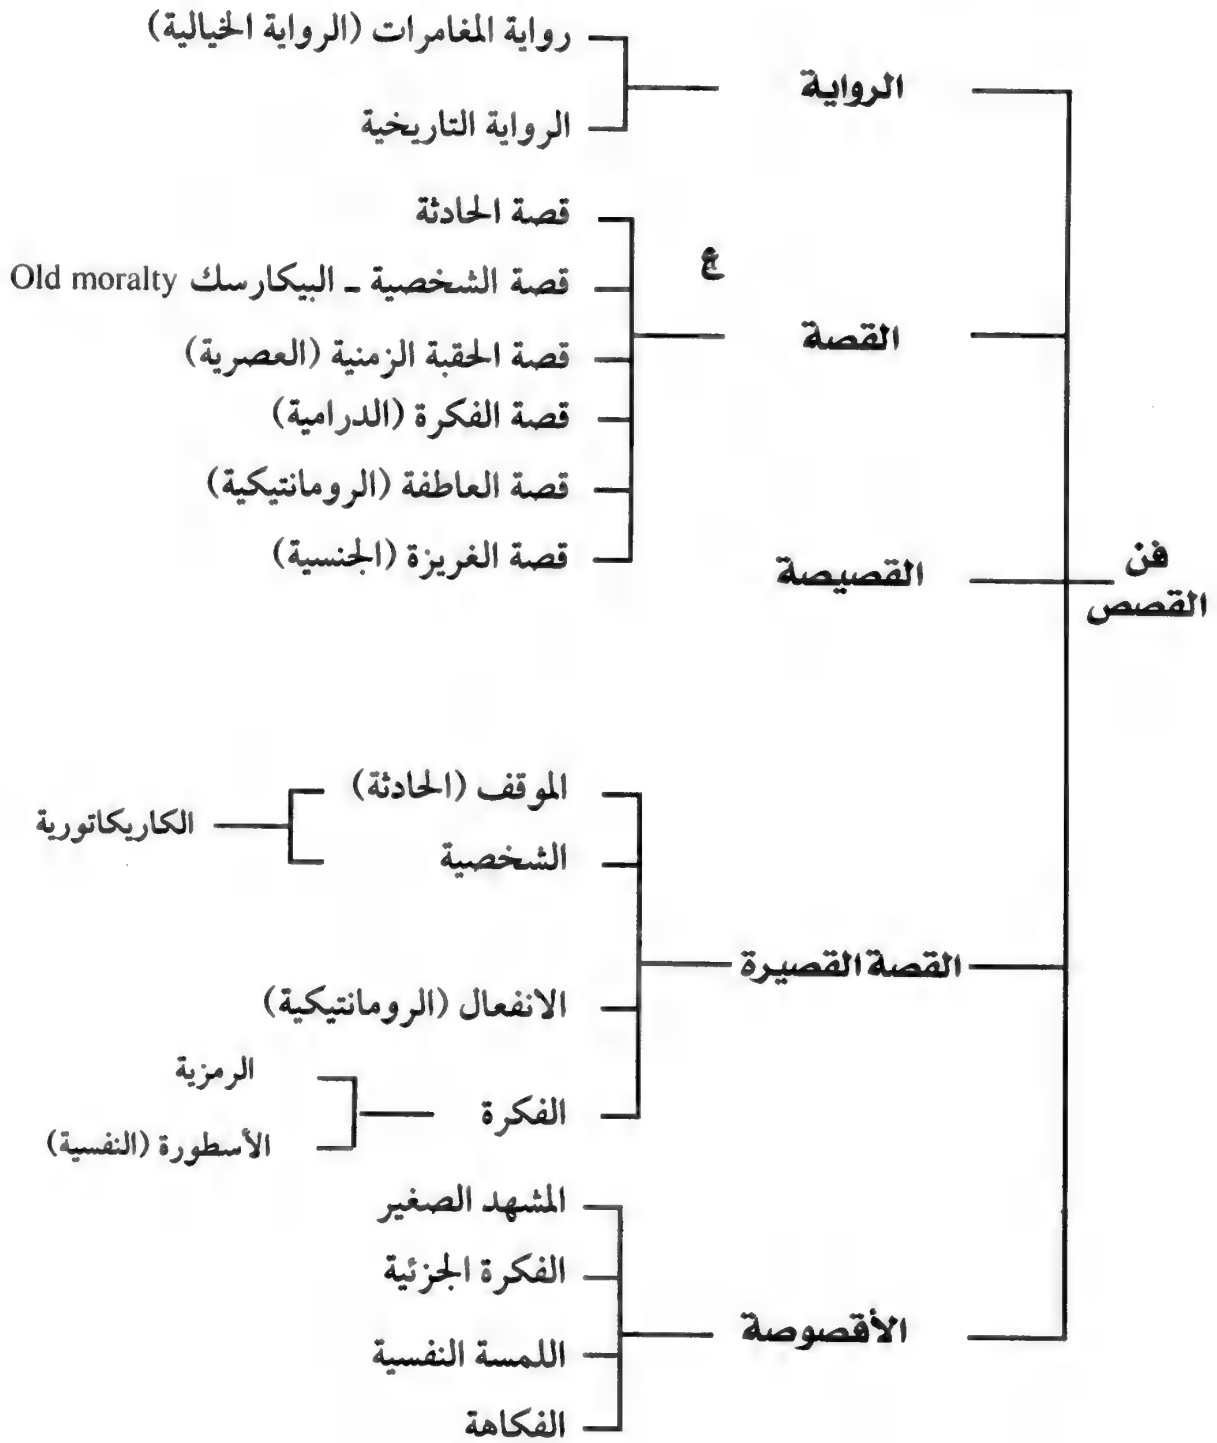 فن
القصص
الرواية
رواية المغامرات (الرواية الخيالية)
الرواية التاريخية
ع
القصة
قصة الحادثة
قصة الشخصية ـ البيكارسك Old moralty
قصة الحقبة الزمنية (العصرية)
قصة الفكرة (الدرامية)
قصة العاطفة (الرومانتيكية)
قصة الغريزة (الجنسية)
القصيصة
القصة القصيرة
الموقف (الحادثة)
الشخصية
الكاريكاتورية
الانفعال (الرومانتيكية)
الفكرة
الرمزية
الأسطورة (النفسية)
الأقصوصة
المشهد الصغير
الفكرة الجزئية
اللمسة النفسية
الفكاهة